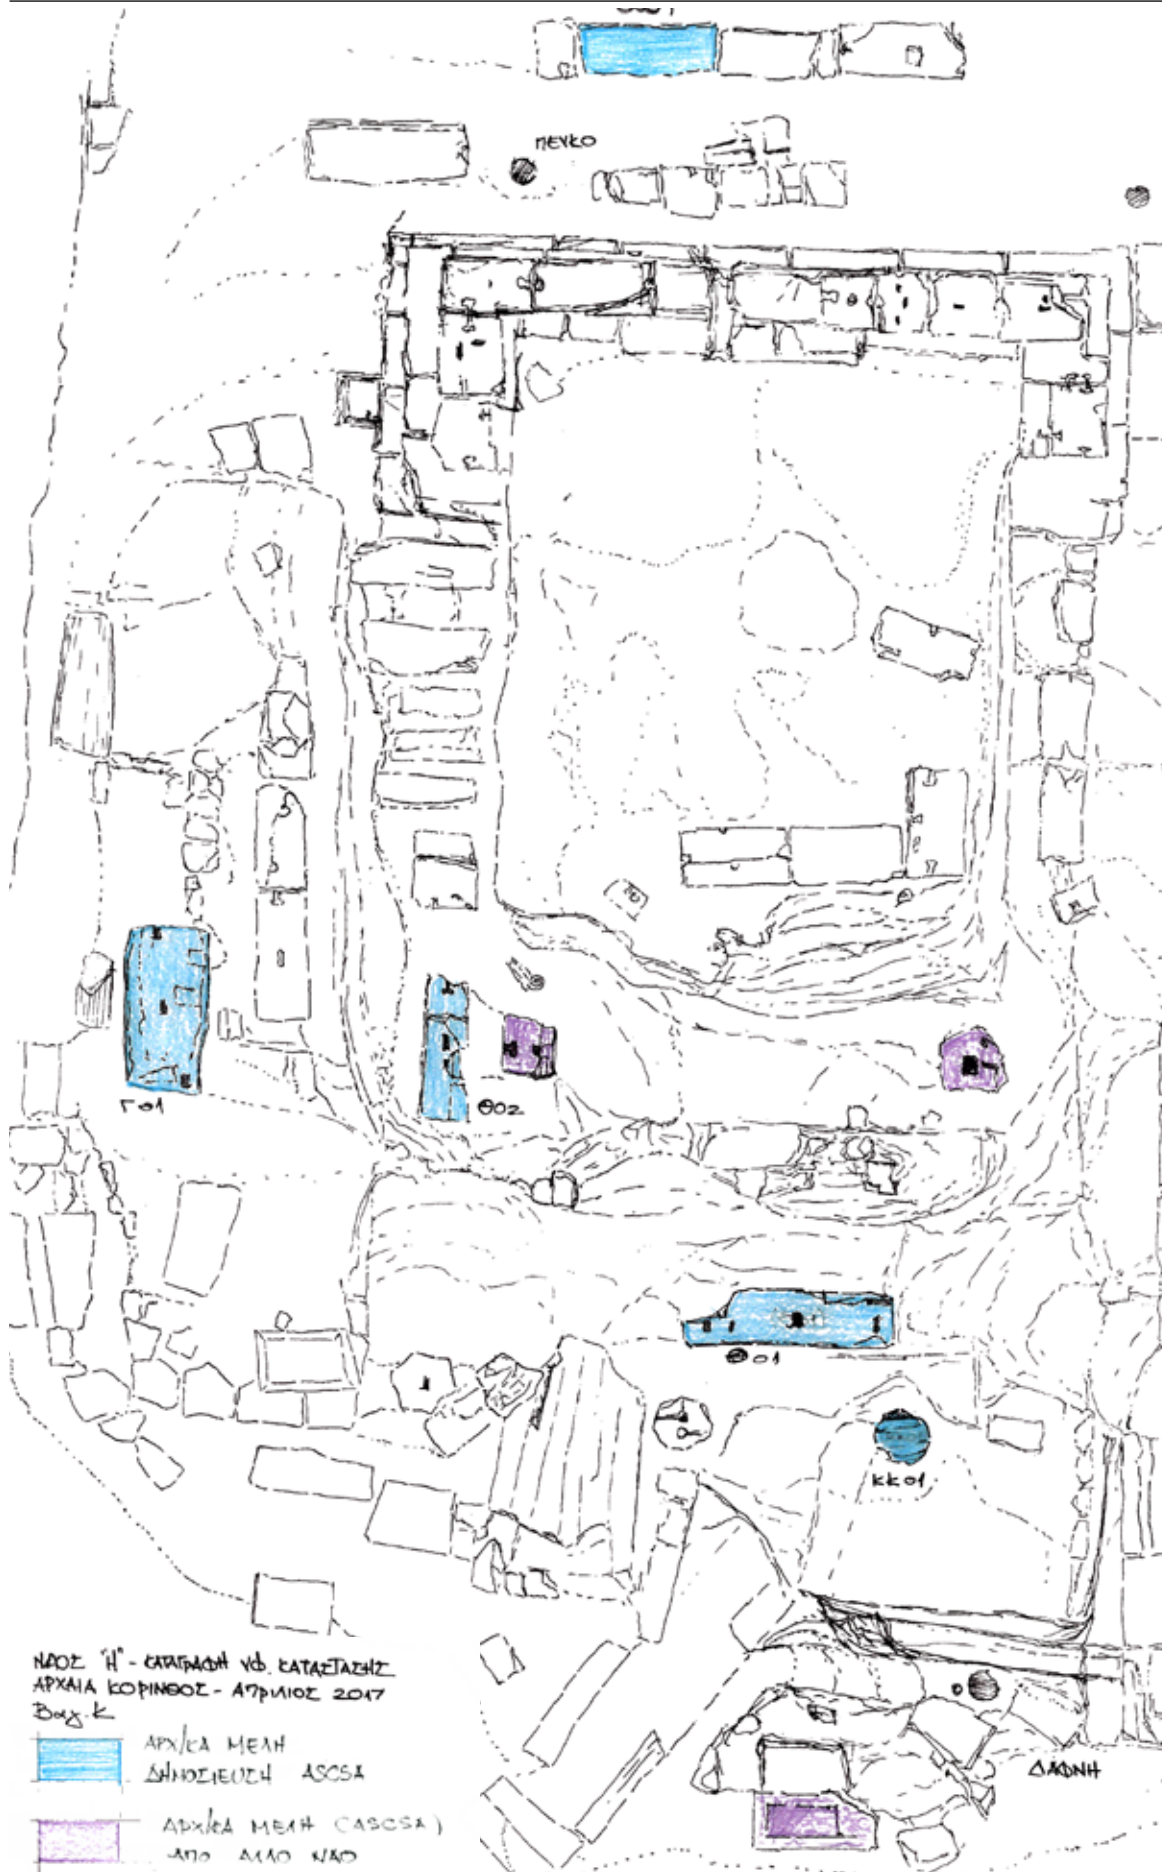 ΠΕΥΚΟ
Γ01
Θ02
Θ01
ΚΚ01
ΔΑΦΝΗ
ΝΑΟΣ "Η" - ΚΑΤΑΓΡΑΦΗ ΥΦ. ΚΑΤΑΣΤΑΣΗΣ
ΑΡΧΑΙΑ ΚΟΡΙΝΘΟΣ - ΑΠΡΙΛΙΟΣ 2017
Βαγ. Κ
ΑΡΧ/ΚΑ ΜΕΛΗ
ΔΗΜΟΣΙΕΥΣΗ ASCSA
ΑΡΧ/ΚΑ ΜΕΛΗ (ASCSA)
ΑΠΟ ΑΛΛΟ ΝΑΟ